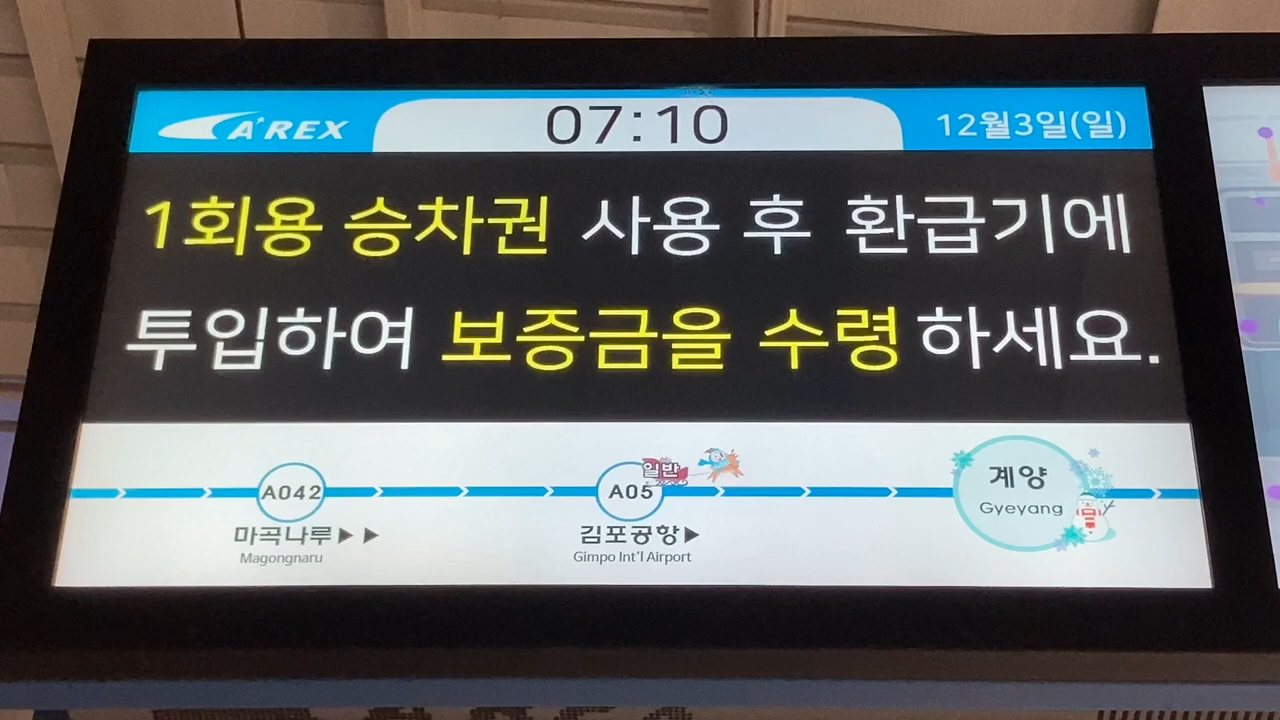 A'REX 07:10 12월3일(일)
1회용 승차권 사용 후 환급기에
투입하여 보증금을 수령하세요.
일반
A042 A05 계양
Gyeyang
마곡나루▶▶ 김포공항▶
Magongnaru Gimpo Int'l Airport